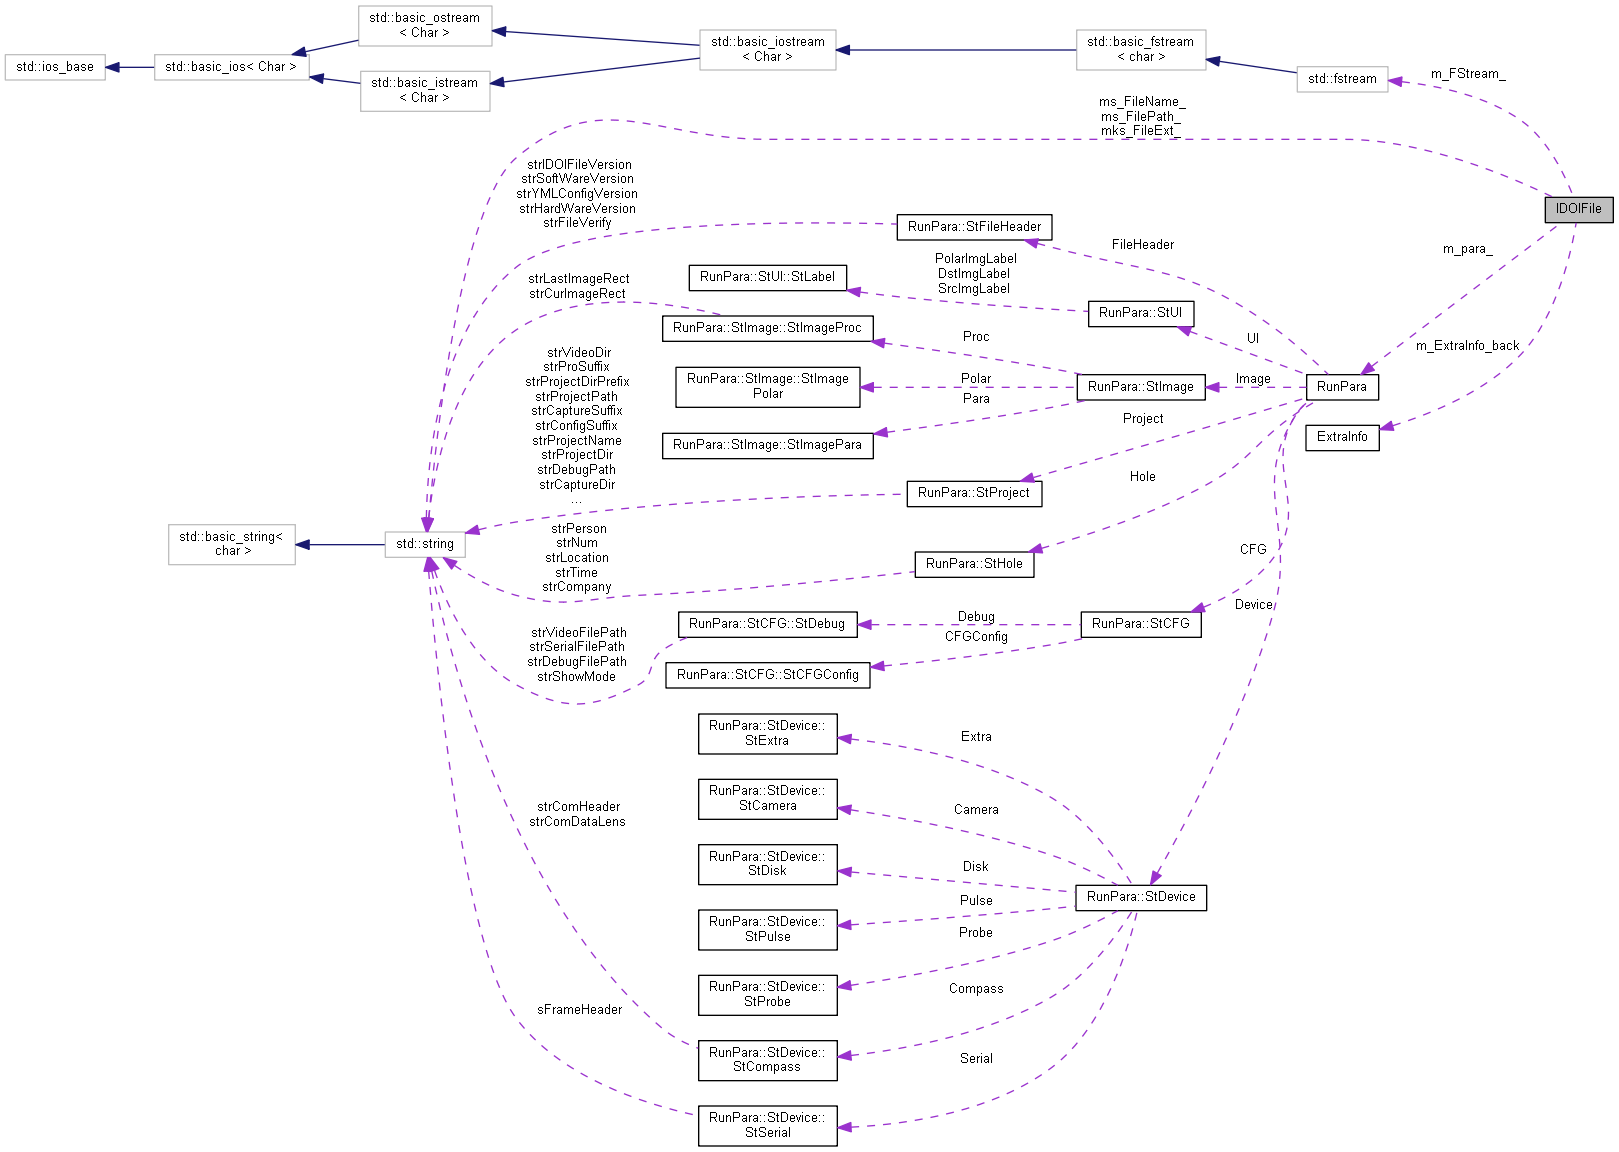 std::basic_ostream
< Char >
std::ios_base
std::basic_ios< Char >
std::basic_istream
< Char >
std::basic_iostream
< Char >
std::basic_fstream
< char >
std::fstream
m_FStream_
ms_FileName_
ms_FilePath_
mks_FileExt_
IDOIFile
strIDOIFileVersion
strSoftWareVersion
strYMLConfigVersion
strHardWareVersion
strFileVerify
RunPara::StFileHeader
FileHeader
m_para_
PolarImgLabel
DstImgLabel
SrcImgLabel
RunPara::StUI::StLabel
RunPara::StUI
UI
strLastImageRect
strCurImageRect
RunPara::StImage::StImageProc
Proc
m_ExtraInfo_back
RunPara::StImage::StImage
Polar
Polar
RunPara::StImage
Image
RunPara
Para
RunPara::StImage::StImagePara
Project
ExtraInfo
strVideoDir
strProSuffix
strProjectDirPrefix
strProjectPath
strCaptureSuffix
strConfigSuffix
strProjectName
strProjectDir
strDebugPath
strCaptureDir
...
RunPara::StProject
Hole
std::basic_string<
char >
std::string
strPerson
strNum
strLocation
strTime
strCompany
RunPara::StHole
CFG
Device
RunPara::StCFG::StDebug
Debug
RunPara::StCFG
CFGConfig
strVideoFilePath
strSerialFilePath
strDebugFilePath
strShowMode
RunPara::StCFG::StCFGConfig
RunPara::StDevice::
StExtra
Extra
RunPara::StDevice::
StCamera
Camera
strComHeader
strComDataLens
RunPara::StDevice::
StDisk
Disk
RunPara::StDevice
Pulse
RunPara::StDevice::
StPulse
Probe
RunPara::StDevice::
StProbe
Compass
sFrameHeader
RunPara::StDevice::
StCompass
Serial
RunPara::StDevice::
StSerial